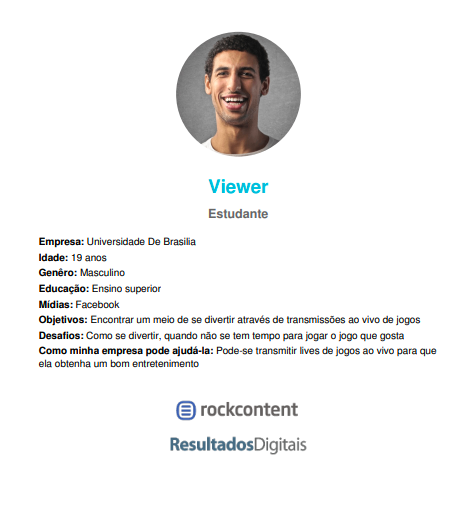 Viewer
Estudante
Empresa: Universidade De Brasilia
Idade: 19 anos
Genêro: Masculino
Educação: Ensino superior
Mídias: Facebook
Objetivos: Encontrar um meio de se divertir através de transmissões ao vivo de jogos
Desafios: Como se divertir, quando não se tem tempo para jogar o jogo que gosta
Como minha empresa pode ajudá-la: Pode-se transmitir lives de jogos ao vivo para que
ela obtenha um bom entretenimento
rockcontent
ResultadosDigitais